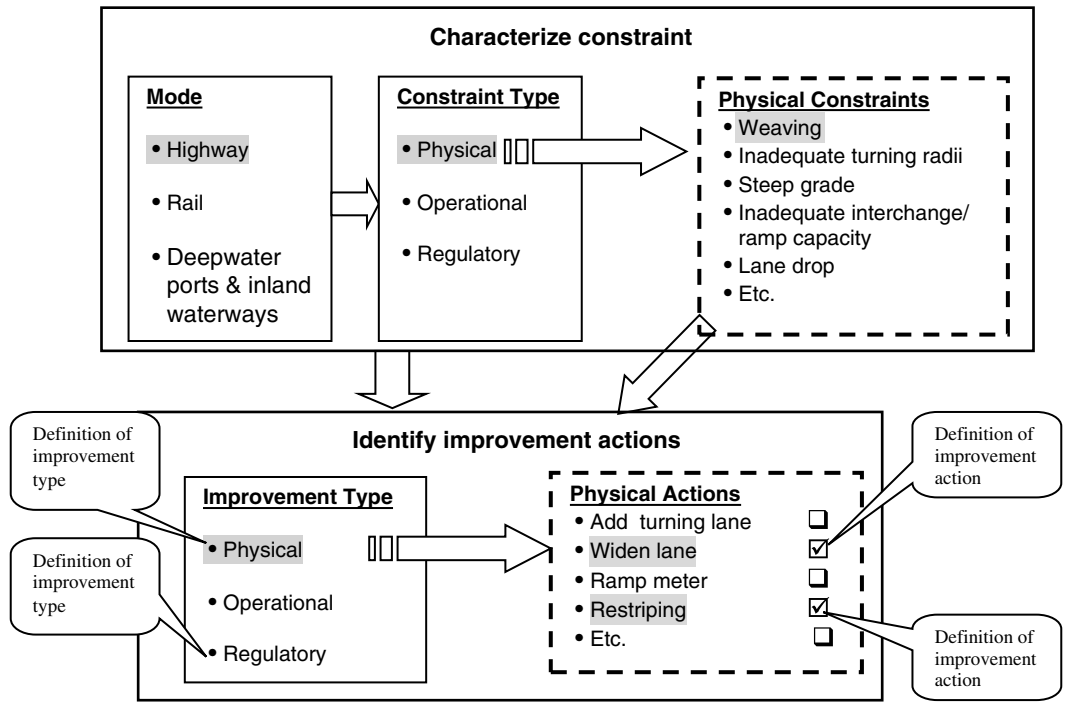 Characterize constraint
Mode
• Highway
• Rail
• Deepwater
ports & inland
waterways
Constraint Type
• Physical
• Operational
• Regulatory
Physical Constraints
• Weaving
• Inadequate turning radii
• Steep grade
• Inadequate interchange/
ramp capacity
• Lane drop
• Etc.
Identify improvement actions
Definition of
improvement
type
Definition of
improvement
type
Improvement Type
• Physical
• Operational
• Regulatory
Physical Actions
• Add turning lane
• Widen lane
• Ramp meter
• Restriping
• Etc.
Definition of
improvement
action
Definition of
improvement
action